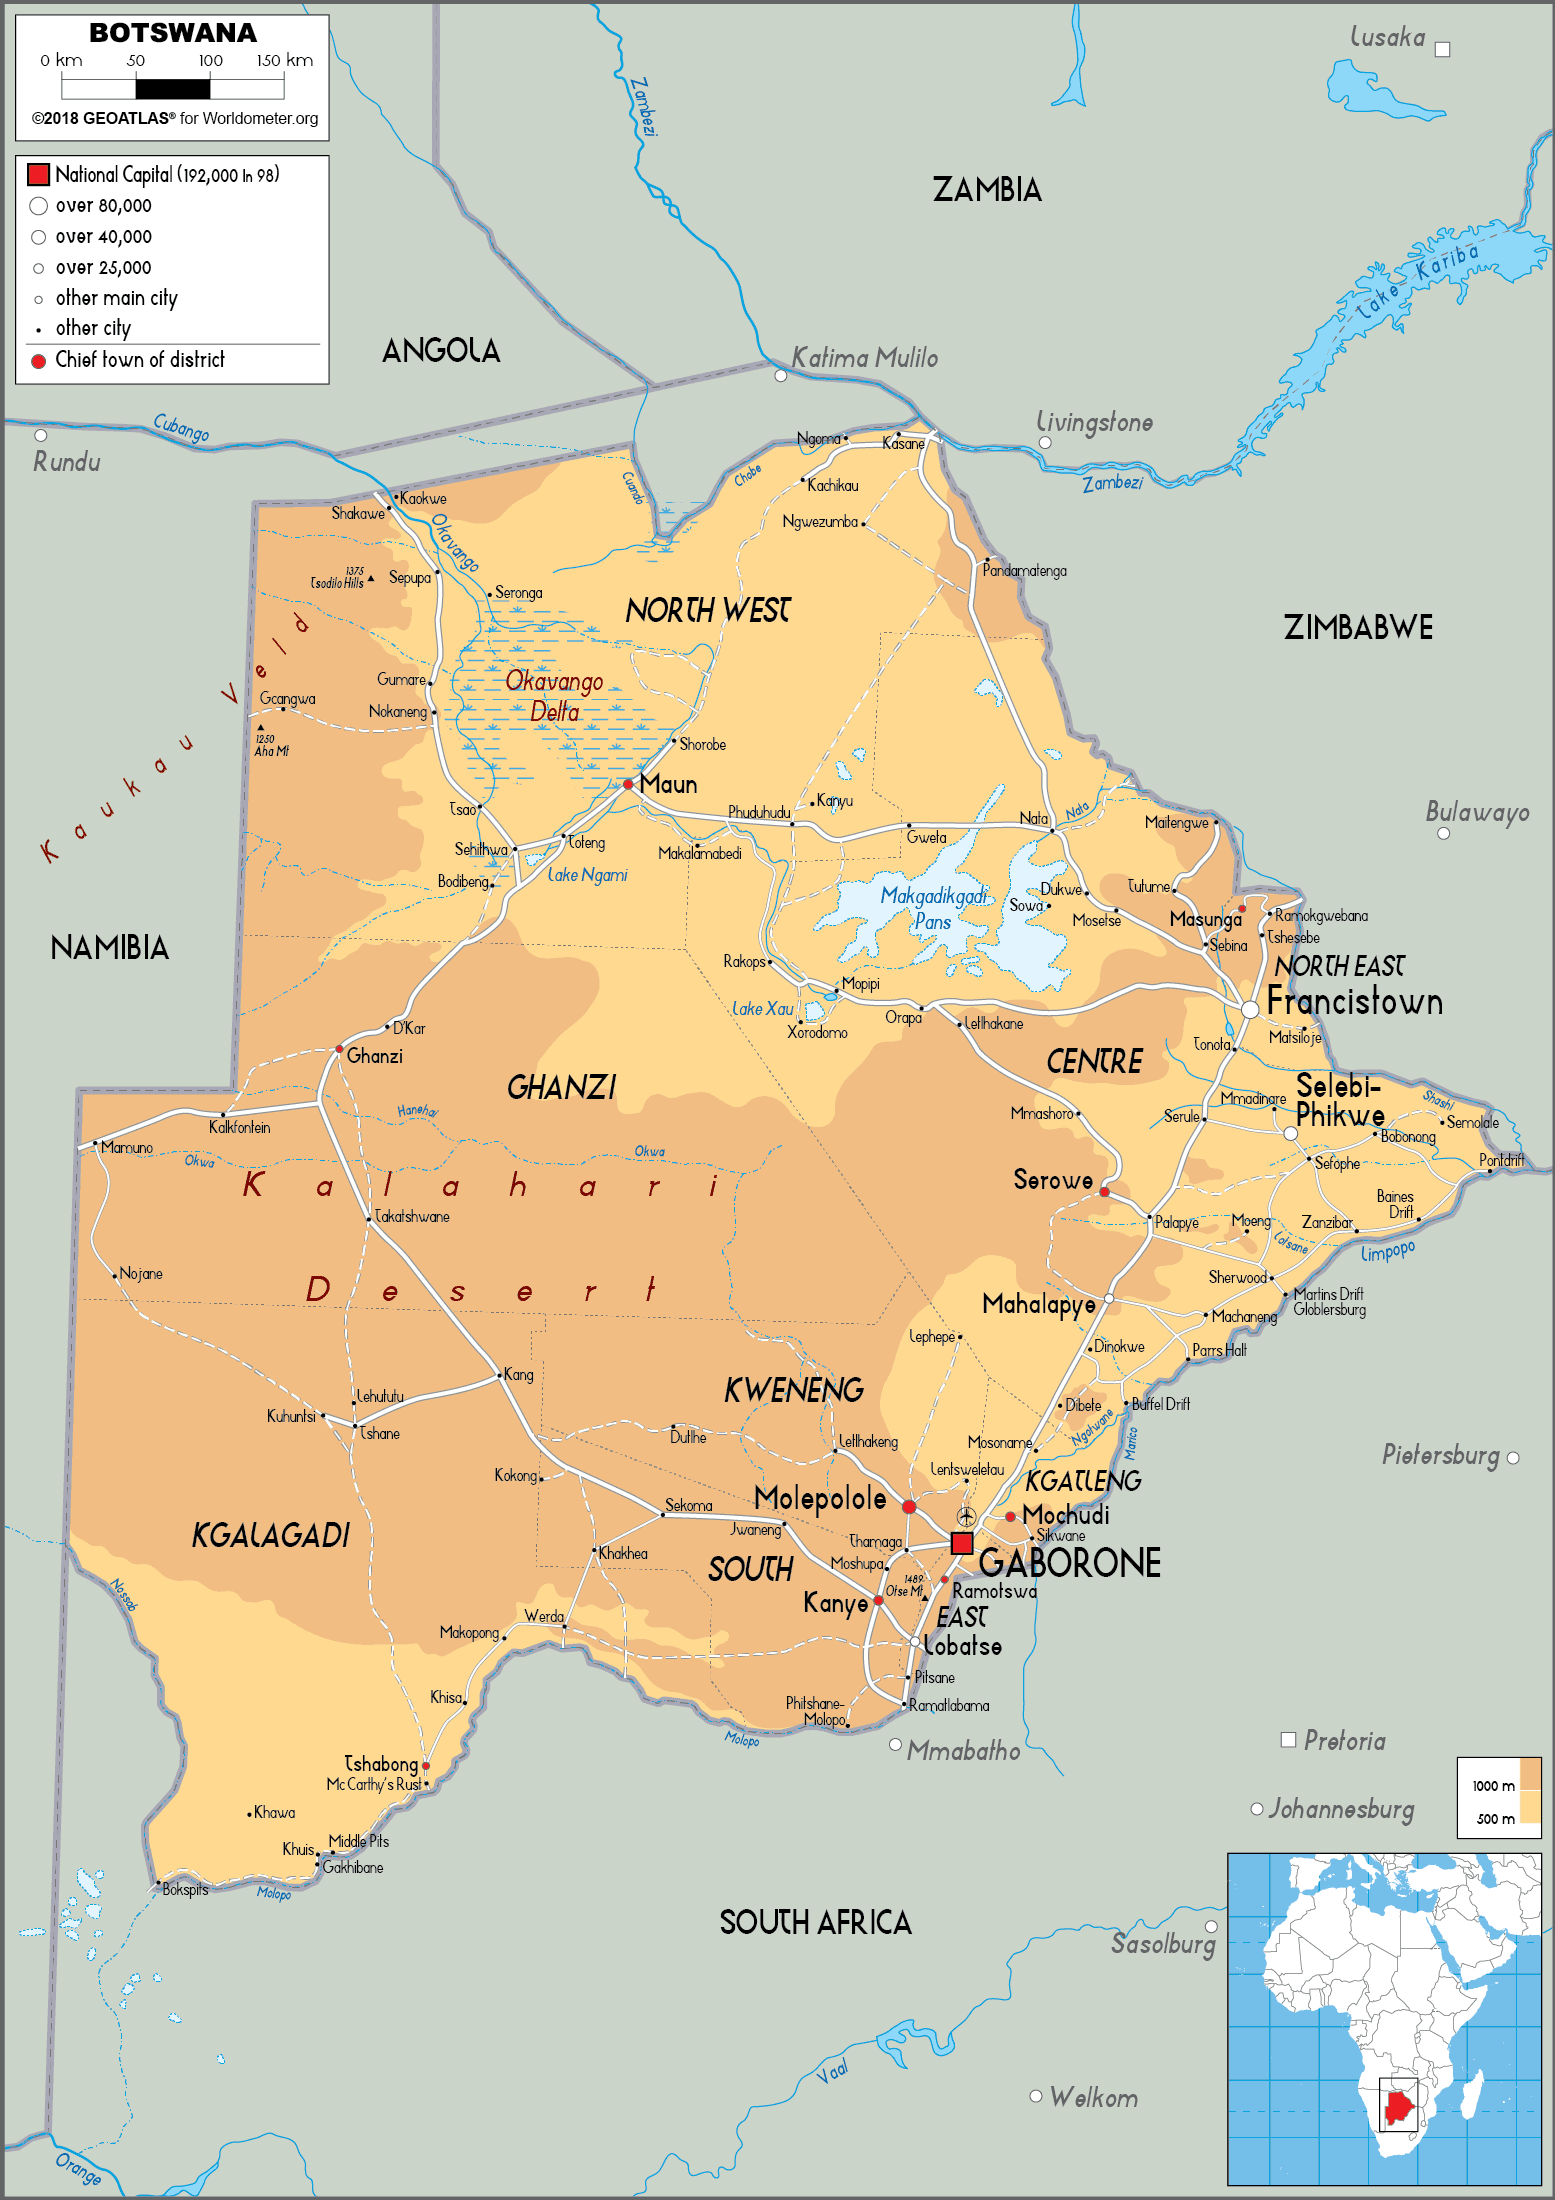 BOTSWANA
0 km 50 100 150 km
©2018 GEOATLAS® for Worldometer.org
National Capital (192,000 in 98)
over 80,000
over 40,000
over 25,000
other main city
other city
Chief town of district
Lusaka
Zambezi
ZAMBIA
Lake Kariba
ANGOLA
Katima Mulilo
Livingstone
Zambezi
Cubango
Rundu
Ngoma
Kasane
Chobe
Cuando
Kachikau
Ngwezumba
Kaokwe
Shakawe
Okavango
1375
Tsodilo Hills
Sepupa
Seronga
Pandamatenga
NORTH WEST
ZIMBABWE
Kaukau Veld
Gumare
Okavango
Delta
Gcangwa
Nokaneng
1250
Aha Mt
Shorobe
Maun
Tsao
Phuduhudu
Kanyu
Nata
Nata
Maitengwe
Bulawayo
Gweta
Toteng
Sehithwa
Makalamabedi
Lake Ngami
Bodibeng
Makgadikgadi
Pans
Dukwe
Sowa
Mosetse
Tutume
Masunga
Ramokgwebana
Tshesebe
Sebina
NAMIBIA
NORTH EAST
Rakops
Mopipi
Francistown
Lake Xau
Xorodomo
Orapa
Letlhakane
Matsiloje
Tonota
D'Kar
Ghanzi
CENTRE
GHANZI
Selebi-
Phikwe
Mmadinare
Shashi
Semolale
Hanehai
Kalkfontein
Mmashoro
Serule
Bobonong
Mamuno
Okwa
Okwa
Sefophe
Pontdrift
Kalahari
Serowe
Takatshwane
Palapye
Moeng
Zanzibar
Baines
Drift
Lotsane
Limpopo
Nojane
Desert
Sherwood
Mahalapye
Martins Drift
Globlersburg
Machaneng
Lephepe
Dinokwe
Parrs Halt
Kang
KWENENG
Lehututu
Kuhuntsi
Tshane
Dibete
Buffel Drift
Ngotwane
Marico
Dutlhe
Letlhakeng
Mosoname
Pietersburg
Kokong
Lentsweletau
KGATLENG
Molepolole
Sekoma
Mochudi
Jwaneng
KGALAGADI
Thamaga
Sikwane
Khakhea
Moshupa
GABORONE
SOUTH
1489
Otse Mt
Ramotswa
Nossab
Kanye
EAST
Werda
Makopong
Lobatse
Pitsane
Khisa
Phitshane-
Molopo
Ramatlabama
Molopo
Mmabatho
Pretoria
Tshabong
Mc Carthy's Rust
1000 m
500 m
Johannesburg
Khawa
Middle Pits
Khuis
Gakhibane
Bokspits
Molopo
SOUTH AFRICA
Sasolburg
Vaal
Welkom
Orange